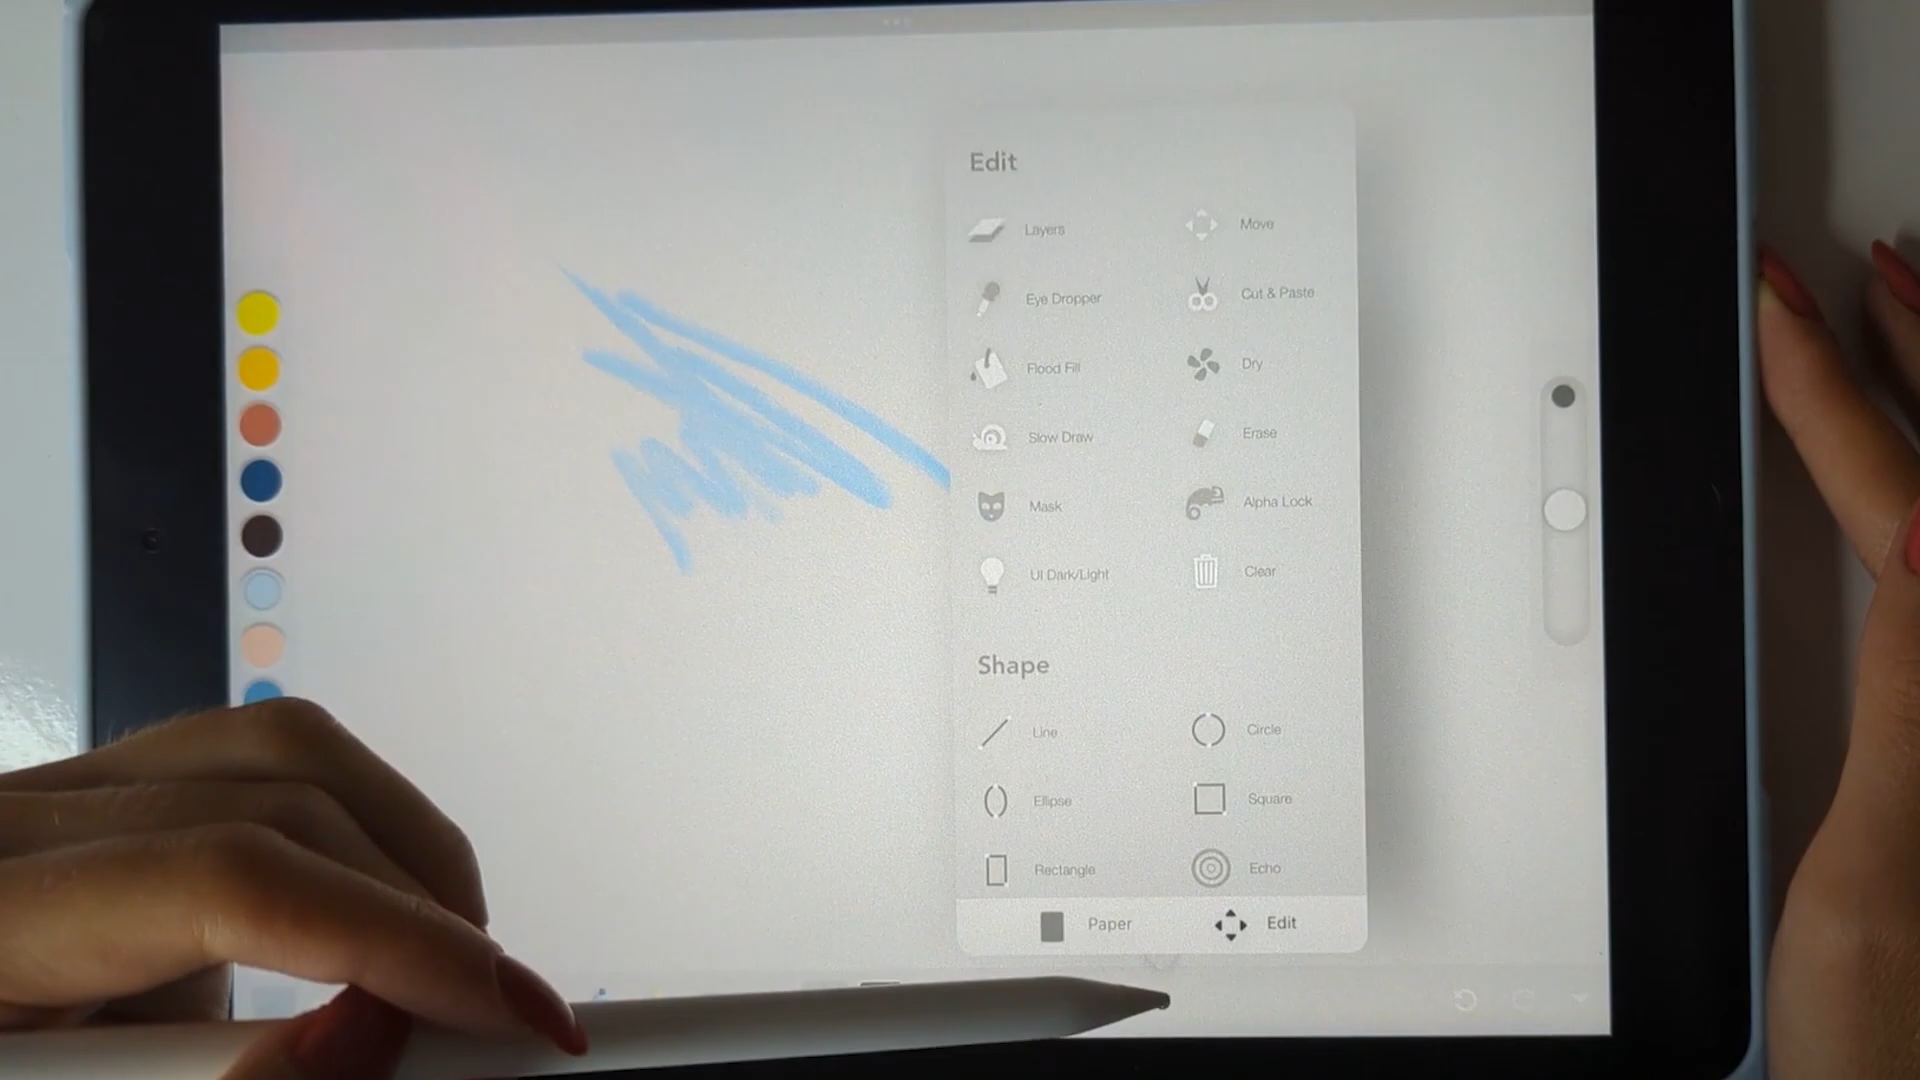 Edit
Layers
Move
Eye Dropper
Cut & Paste
Flood Fill
Dry
Slow Draw
Erase
Mask
Alpha Lock
UI Dark/Light
Clear
Shape
Line
Circle
Ellipse
Square
Rectangle
Echo
Paper
Edit